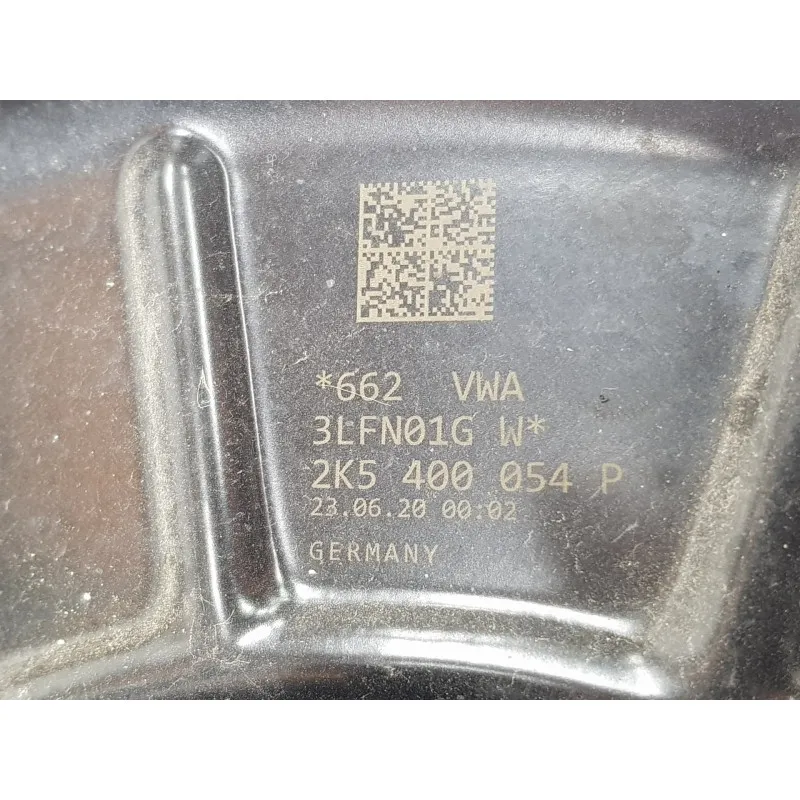 *662 VWA
3LFN01G W*
2K5 400 054 P
23.06.20 00:02
GERMANY